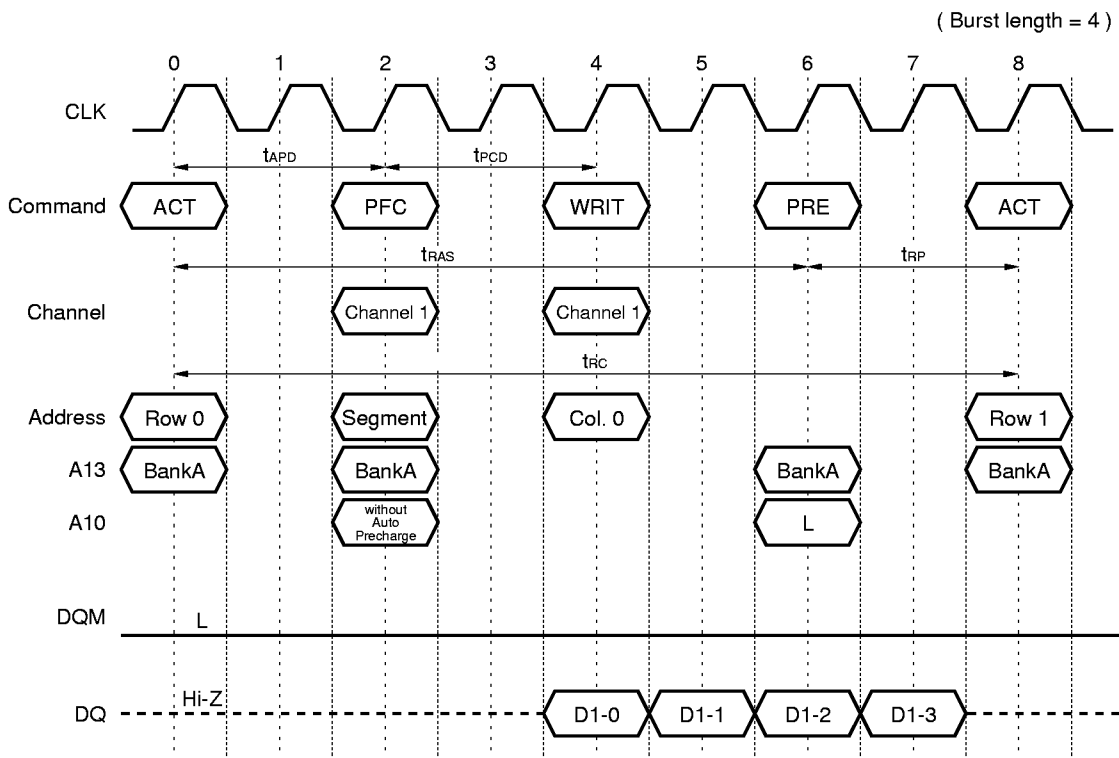 ( Burst length = 4 )
0 1 2 3 4 5 6 7 8
CLK
tAPD tPCD
Command ACT PFC WRIT PRE ACT
tRAS tRP
Channel Channel 1 Channel 1
tRC
Address Row 0 Segment Col. 0 Row 1
A13 BankA BankA BankA BankA
A10 without Auto Precharge L
DQM L
Hi-Z
DQ D1-0 D1-1 D1-2 D1-3